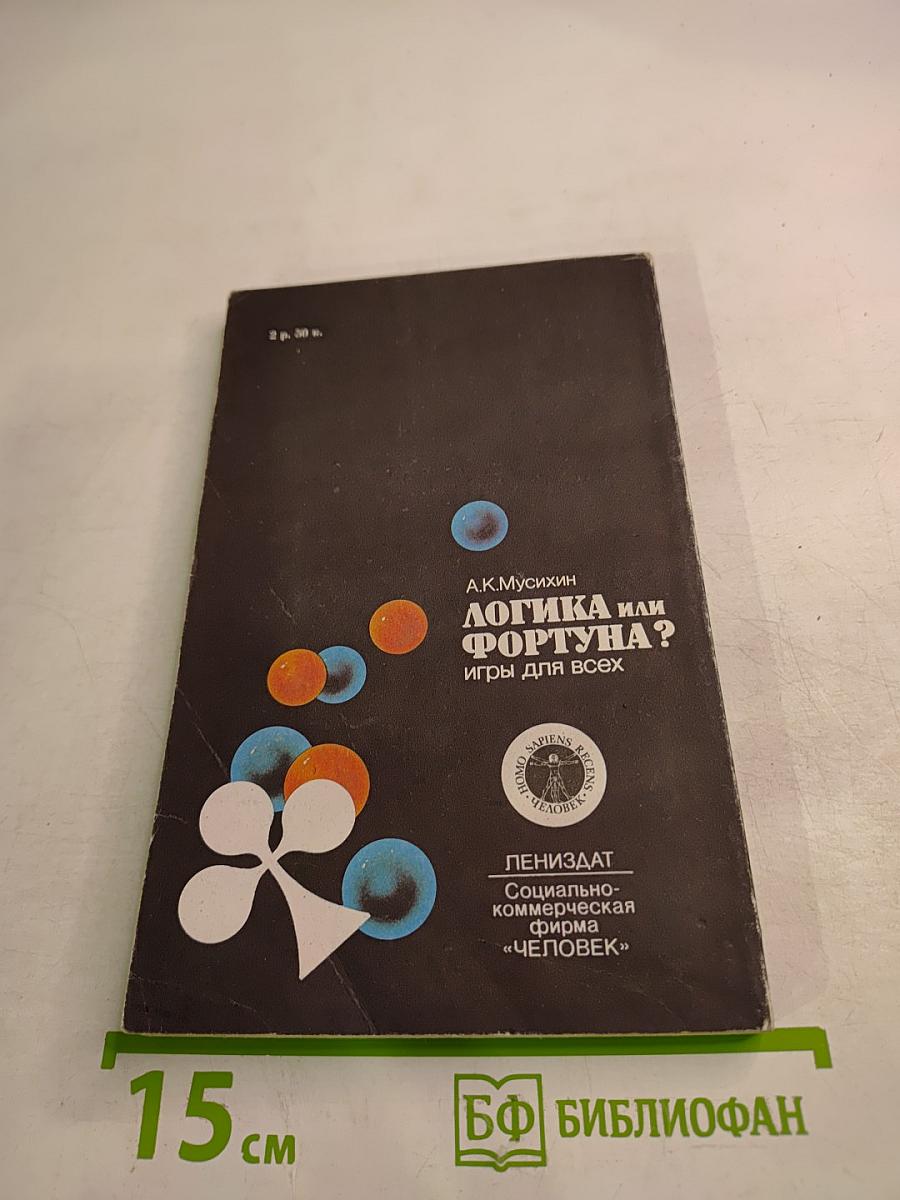 2 р. 50 к.
А.К.Мусихин
ЛОГИКА или
ФОРТУНА?
игры для всех
HOMO SAPIENS RECENS
· ЧЕЛОВЕК ·
ЛЕНИЗДАТ
Социально-
коммерческая
фирма
«ЧЕЛОВЕК»
15 см
БФ БИБЛИОФАН